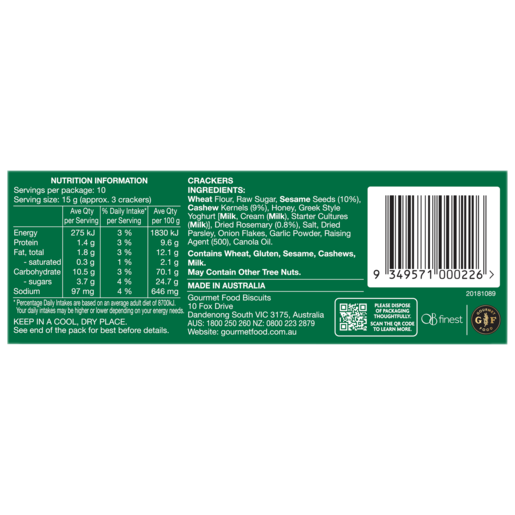 NUTRITION INFORMATION
Servings per package: 10
Serving size: 15 g (approx. 3 crackers)
Ave Qty per Serving | % Daily Intake* per Serving | Ave Qty per 100 g
Energy 275 kJ 3 % 1830 kJ
Protein 1.4 g 3 % 9.6 g
Fat, total 1.8 g 3 % 12.1 g
- saturated 0.3 g 1 % 2.1 g
Carbohydrate 10.5 g 3 % 70.1 g
- sugars 3.7 g 4 % 24.7 g
Sodium 97 mg 4 % 646 mg
* Percentage Daily Intakes are based on an average adult diet of 8700kJ.
Your daily intakes may be higher or lower depending on your energy needs.
KEEP IN A COOL, DRY PLACE.
See end of the pack for best before details.
CRACKERS
INGREDIENTS:
Wheat Flour, Raw Sugar, Sesame Seeds (10%),
Cashew Kernels (9%), Honey, Greek Style
Yoghurt [Milk, Cream (Milk), Starter Cultures
(Milk)], Dried Rosemary (0.8%), Salt, Dried
Parsley, Onion Flakes, Garlic Powder, Raising
Agent (500), Canola Oil.
Contains Wheat, Gluten, Sesame, Cashews,
Milk.
May Contain Other Tree Nuts.
MADE IN AUSTRALIA
Gourmet Food Biscuits
10 Fox Drive
Dandenong South VIC 3175, Australia
AUS: 1800 250 260 NZ: 0800 223 2879
Website: gourmetfood.com.au
9 349571 000226 >
20181089
PLEASE DISPOSE
OF PACKAGING
THOUGHTFULLY.
SCAN THE QR CODE
TO LEARN MORE.
OB finest
GOURMET
G F
FOOD